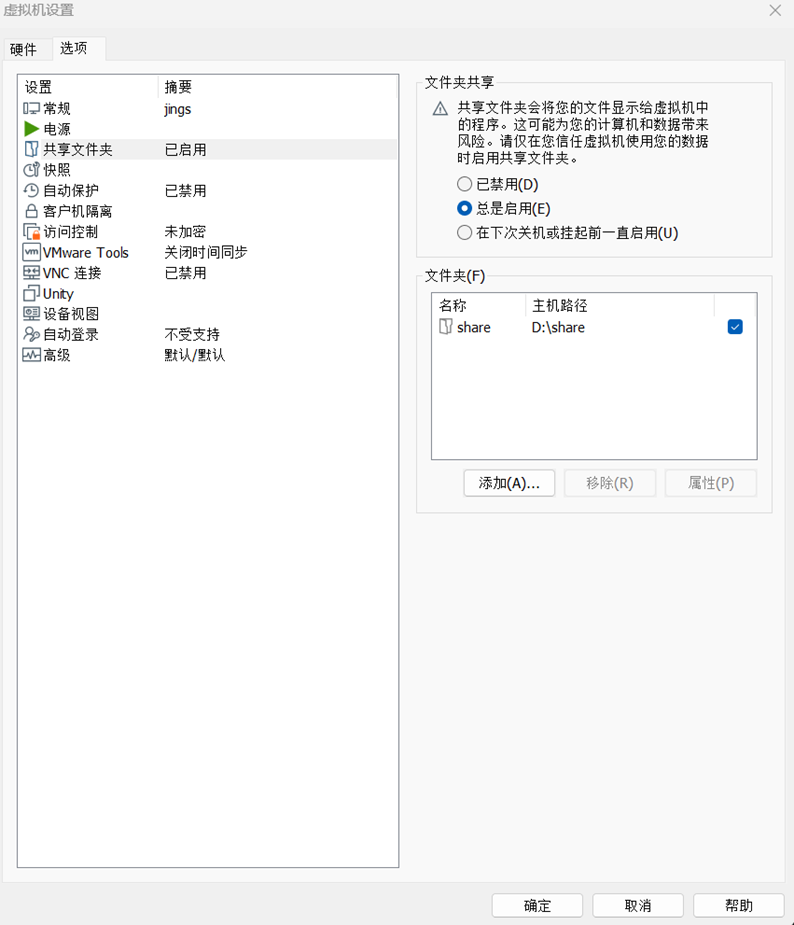 虚拟机设置
硬件 选项
设置 摘要
常规 jings
电源
共享文件夹 已启用
快照
自动保护 已禁用
客户机隔离
访问控制 未加密
vm VMware Tools 关闭时间同步
VNC 连接 已禁用
Unity
设备视图
自动登录 不受支持
高级 默认/默认
文件夹共享
共享文件夹会将您的文件显示给虚拟机中
的程序。这可能为您的计算机和数据带来
风险。请仅在您信任虚拟机使用您的数据
时启用共享文件夹。
已禁用(D)
总是启用(E)
在下次关机或挂起前一直启用(U)
文件夹(F)
名称 主机路径
share D:\share
添加(A)... 移除(R) 属性(P)
确定 取消 帮助